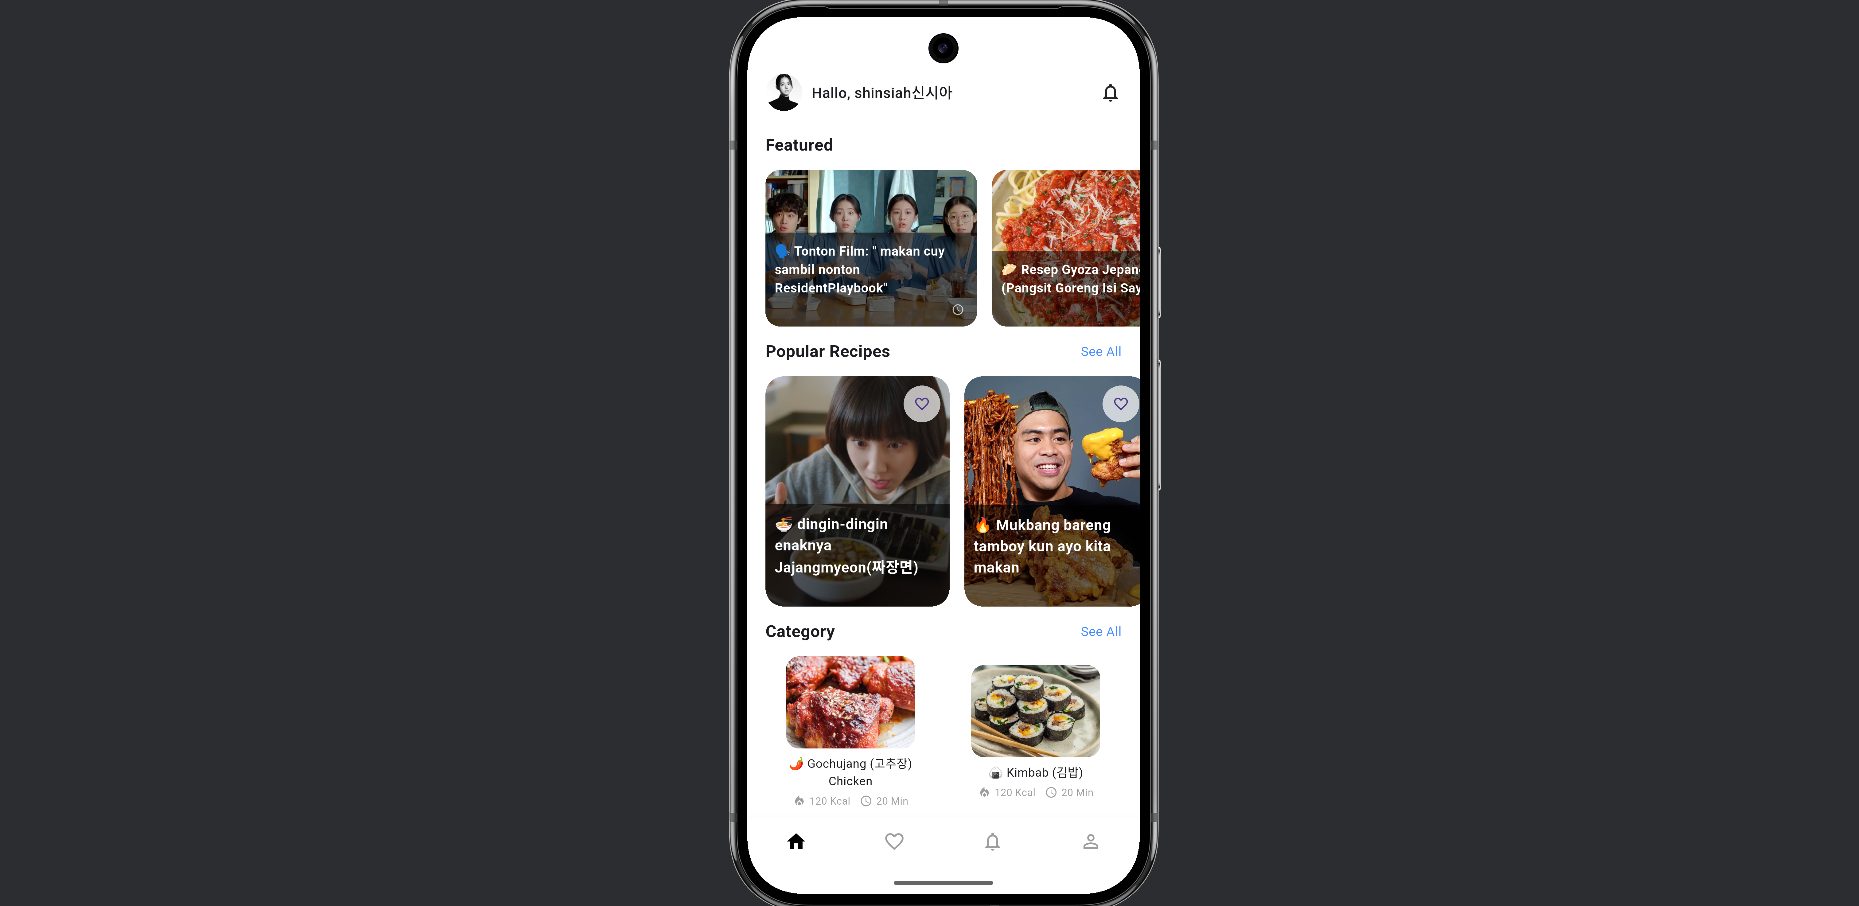 Hallo, shinsiah신시아
Featured
🗣️ Tonton Film: " makan cuy
sambil nonton
ResidentPlaybook"
🥟 Resep Gyoza Jepan
(Pangsit Goreng Isi Say
Popular Recipes
See All
🍜 dingin-dingin
enaknya
Jajangmyeon(짜장면)
🔥 Mukbang bareng
tamboy kun ayo kita
makan
Category
See All
🌶️ Gochujang (고추장)
Chicken
120 Kcal
20 Min
🍙 Kimbab (김밥)
120 Kcal
20 Min